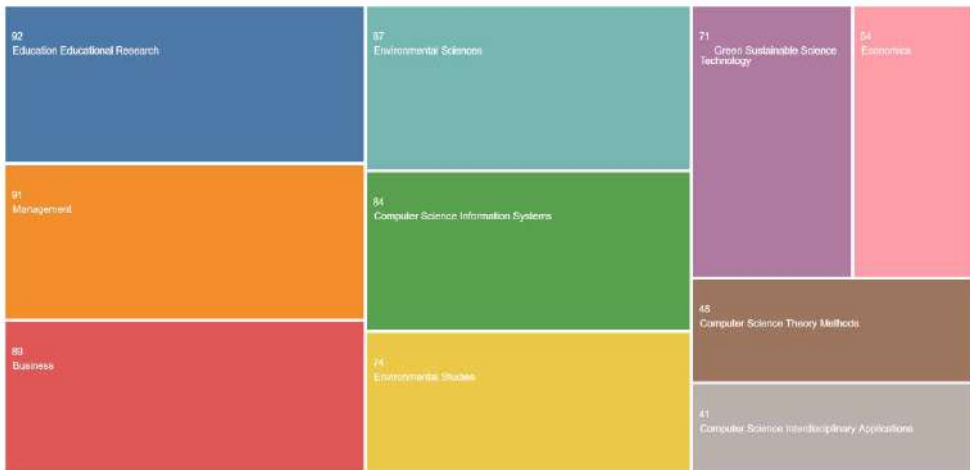 92
Education Educational Research
91
Management
89
Business
87
Environmental Sciences
84
Computer Science Information Systems
74
Environmental Studies
71
Green Sustainable Science
Technology
54
Economics
48
Computer Science Theory Methods
41
Computer Science Interdisciplinary Applications